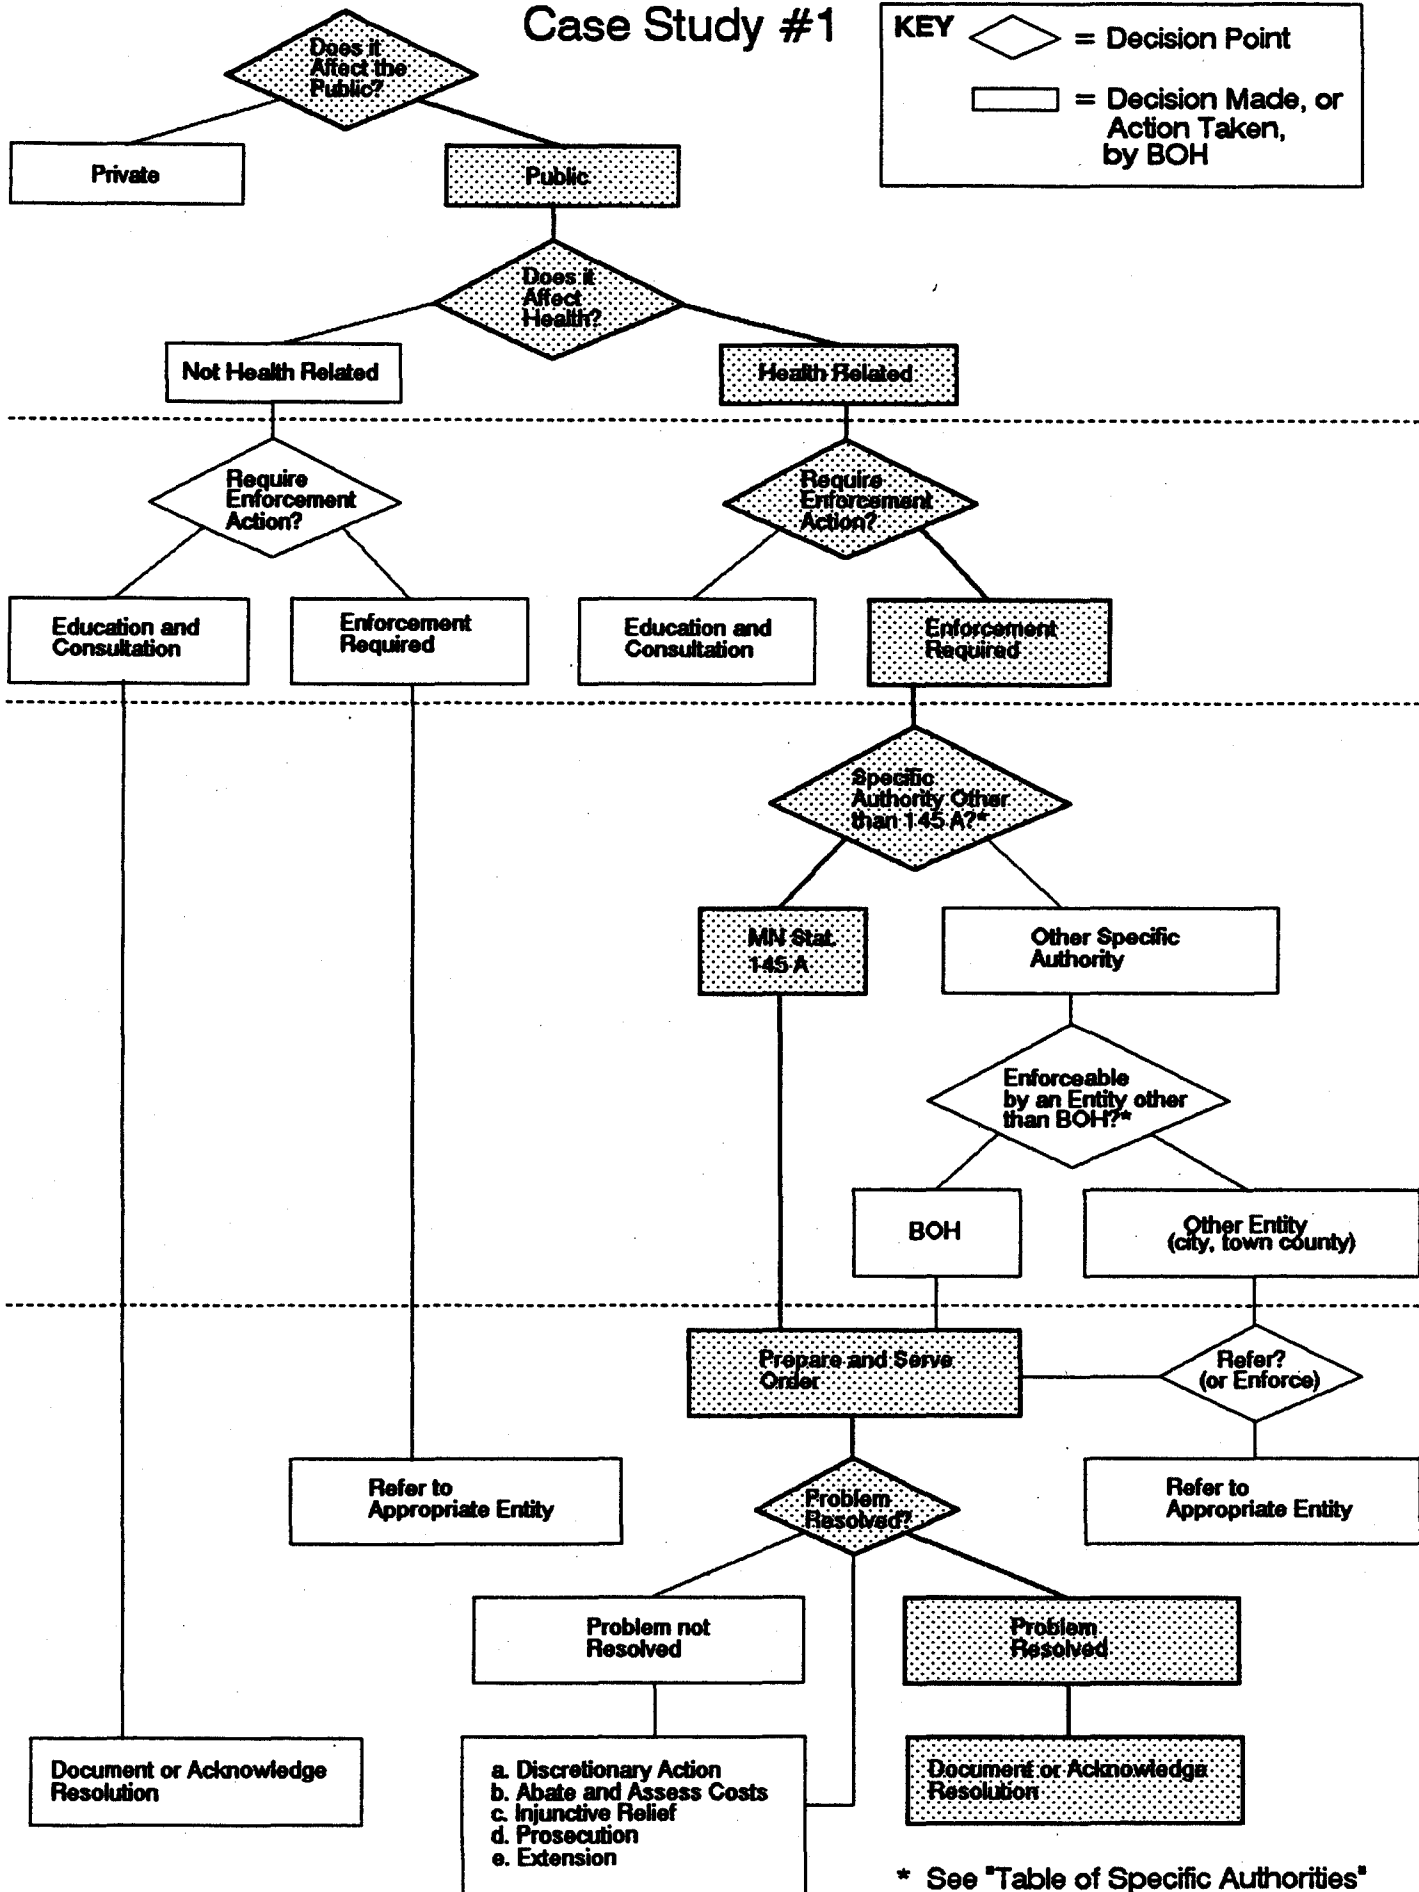 Case Study #1
KEY
= Decision Point
= Decision Made, or
Action Taken,
by BOH
Does it
Affect the
Public?
Private
Public
Does it
Affect
Health?
Not Health Related
Health Related
Require
Enforcement
Action?
Require
Enforcement
Action?
Education and
Consultation
Enforcement
Required
Education and
Consultation
Enforcement
Required
Specific
Authority Other
than 145 A?*
MN Stat.
145 A
Other Specific
Authority
Enforceable
by an Entity other
than BOH?*
BOH
Other Entity
(city, town county)
Prepare and Serve
Order
Refer?
(or Enforce)
Refer to
Appropriate Entity
Problem
Resolved?
Refer to
Appropriate Entity
Problem not
Resolved
Problem
Resolved
Document or Acknowledge
Resolution
a. Discretionary Action
b. Abate and Assess Costs
c. Injunctive Relief
d. Prosecution
e. Extension
Document or Acknowledge
Resolution
* See "Table of Specific Authorities"